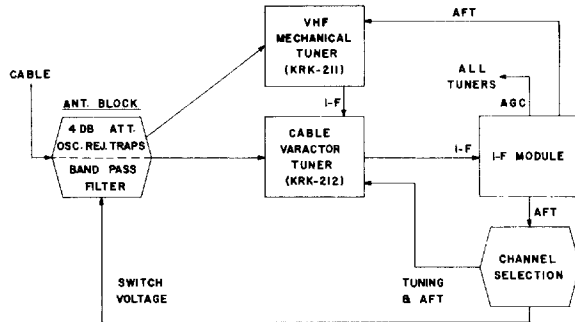 VHF
MECHANICAL
TUNER
(KRK-211)
AFT
CABLE
ALL
TUNERS
AGC
ANT. BLOCK
I-F
4 DB ATT.
OSC. REJ. TRAPS
BAND PASS
FILTER
CABLE
VARACTOR
TUNER
(KRK-212)
I-F
I-F MODULE
AFT
CHANNEL
SELECTION
SWITCH
VOLTAGE
TUNING
& AFT